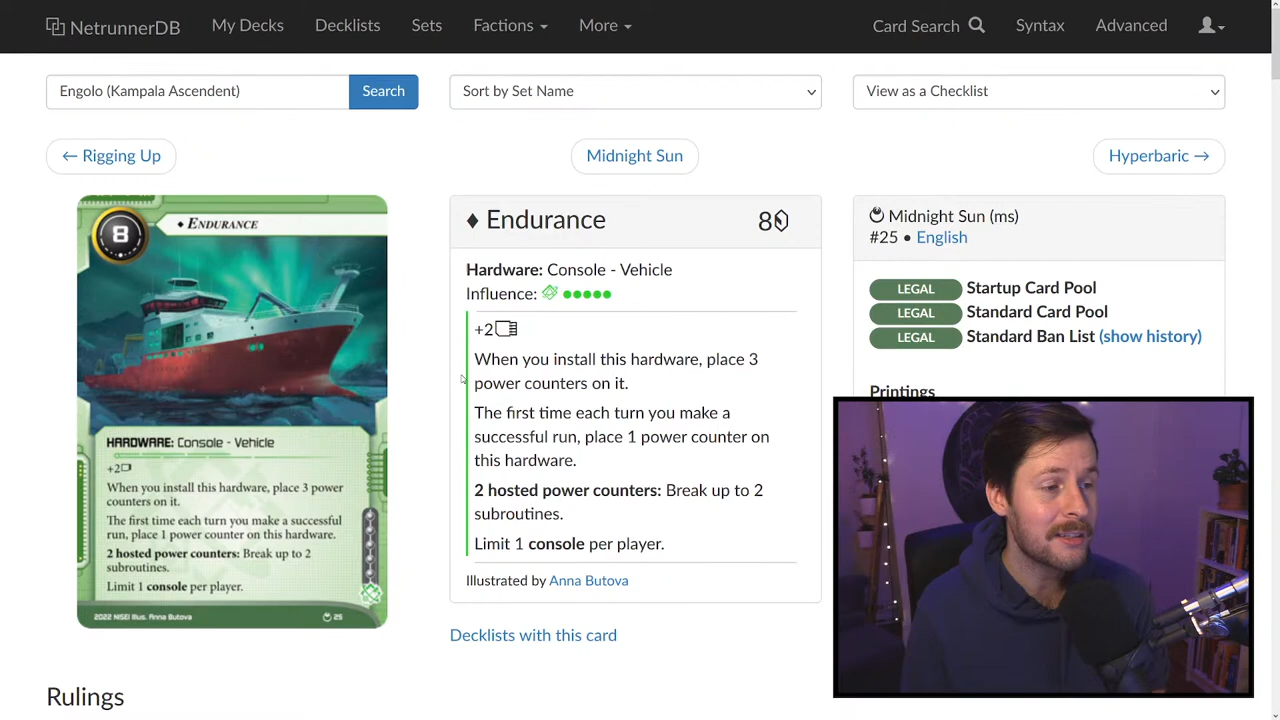 NetrunnerDB My Decks Decklists Sets Factions More Card Search Syntax Advanced
Engolo (Kampala Ascendent) Search Sort by Set Name View as a Checklist
← Rigging Up Midnight Sun Hyperbaric →
8 ♦ ENDURANCE
HARDWARE: Console - Vehicle
+2
When you install this hardware, place 3 power
counters on it.
The first time each turn you make a successful
run, place 1 power counter on this hardware.
2 hosted power counters: Break up to 2
subroutines.
Limit 1 console per player.
2022 NISEI Illus. Anna Butova 25
♦ Endurance 8
Hardware: Console - Vehicle
Influence: ●●●●●
+2
When you install this hardware, place 3
power counters on it.
The first time each turn you make a
successful run, place 1 power counter on
this hardware.
2 hosted power counters: Break up to 2
subroutines.
Limit 1 console per player.
Illustrated by Anna Butova
Decklists with this card
Midnight Sun (ms)
#25 • English
LEGAL Startup Card Pool
LEGAL Standard Card Pool
LEGAL Standard Ban List (show history)
Printings
Rulings